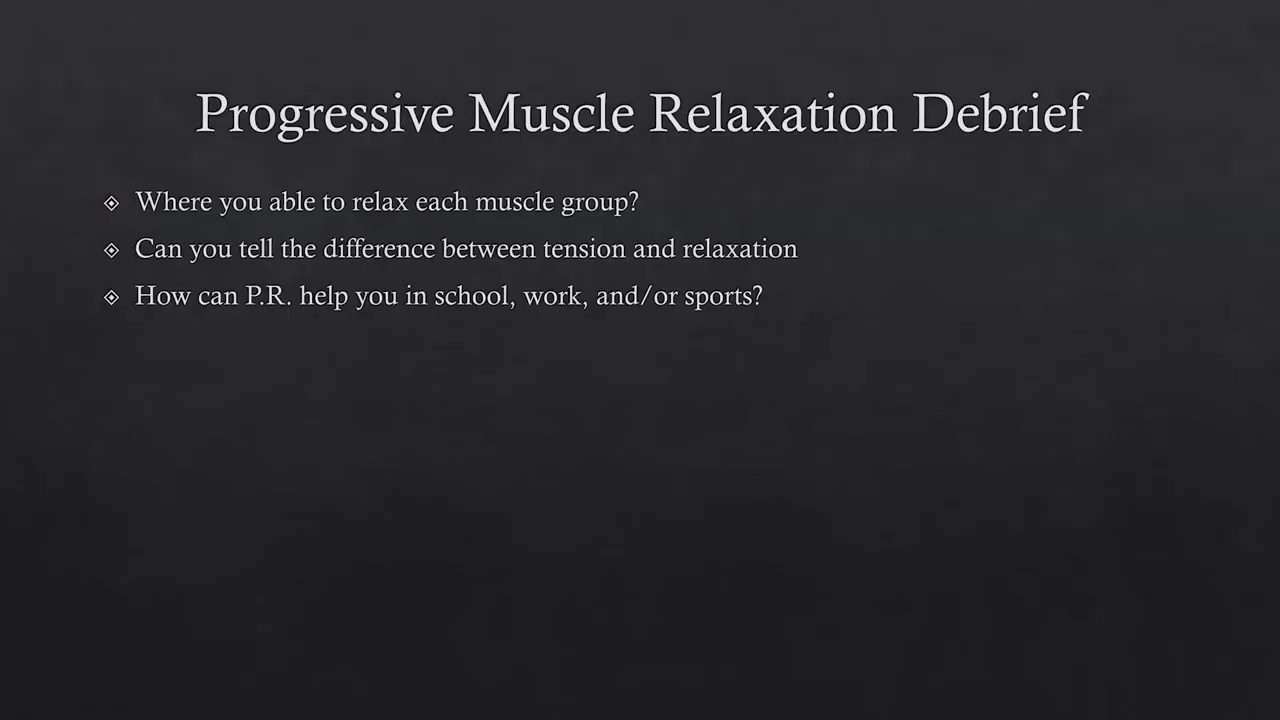 Progressive Muscle Relaxation Debrief
Where you able to relax each muscle group?
Can you tell the difference between tension and relaxation
How can P.R. help you in school, work, and/or sports?